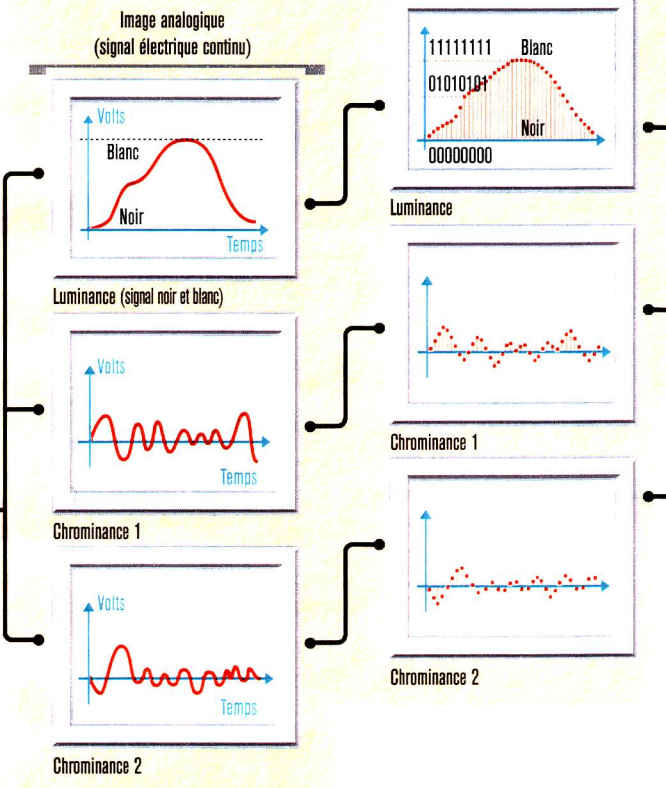 Image analogique
(signal électrique continu)
Volts
Blanc
Noir
Temps
Luminance (signal noir et blanc)
Volts
Temps
Chrominance 1
Volts
Temps
Chrominance 2
11111111
Blanc
01010101
Noir
00000000
Luminance
Chrominance 1
Chrominance 2